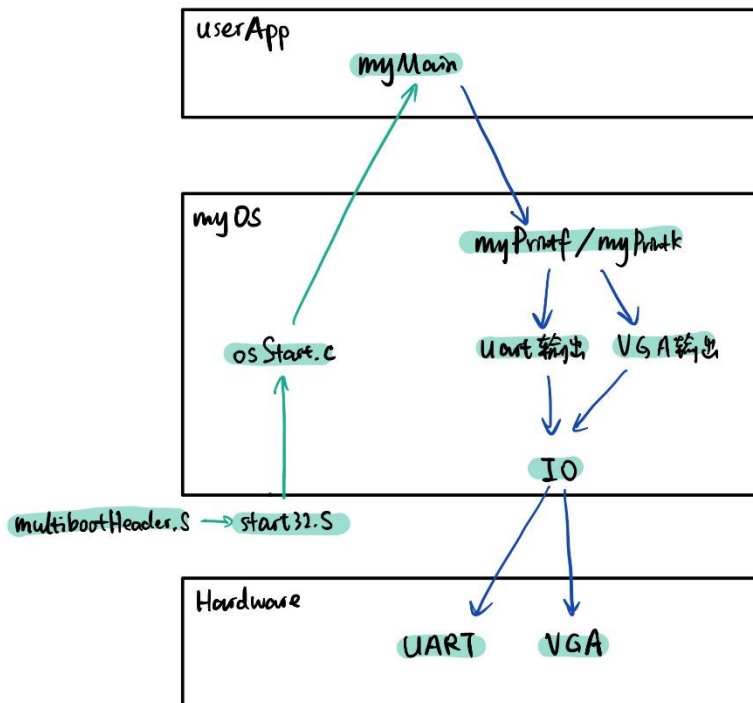 userApp
myMain
myOs
myPrintf / myPrintk
osStart.c
Uart输出
VGA输出
IO
multibootHeader.S
start32.S
Hardware
UART
VGA